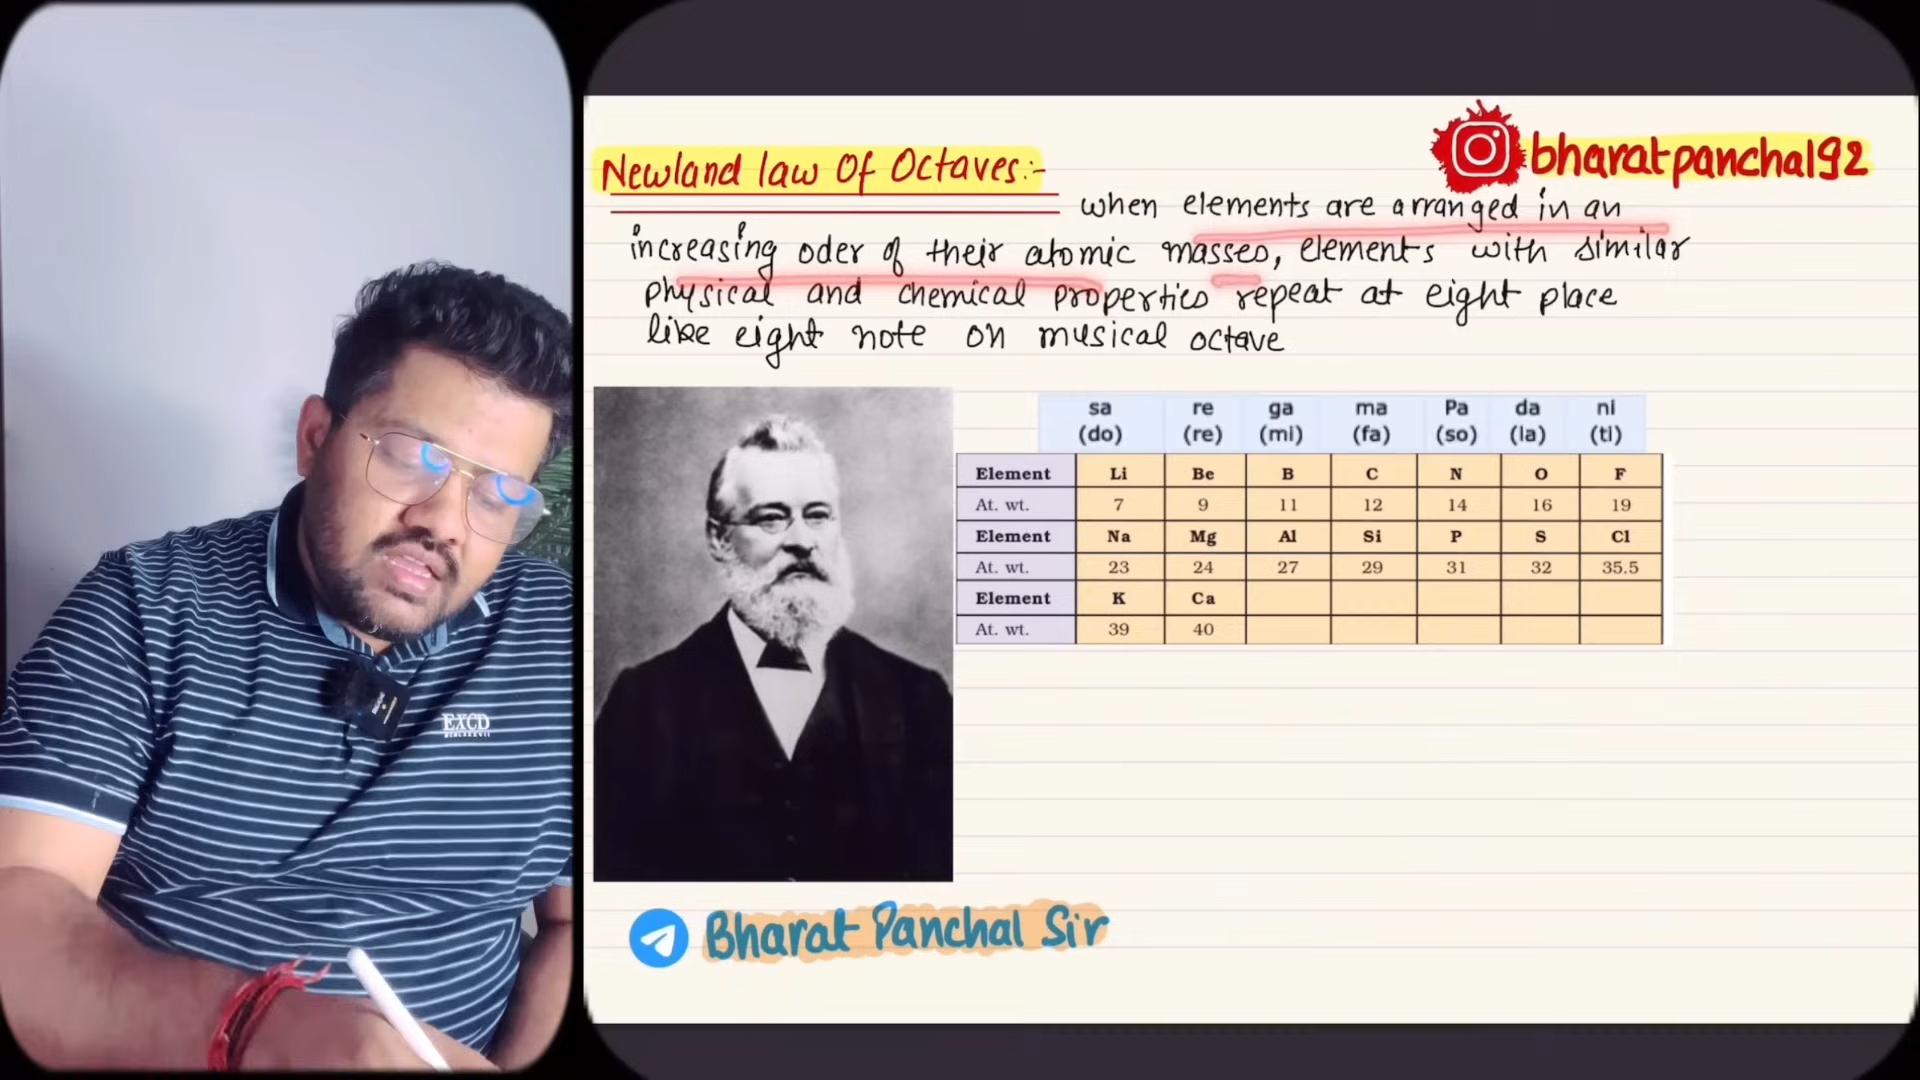 Newland law Of Octaves:-
bharatpanchal92
when elements are arranged in an
increasing oder of their atomic masses, elements with similar
physical and chemical properties repeat at eight place
like eight note on musical octave
sa re ga ma Pa da ni
(do) (re) (mi) (fa) (so) (la) (ti)
Element Li Be B C N O F
At. wt. 7 9 11 12 14 16 19
Element Na Mg Al Si P S Cl
At. wt. 23 24 27 29 31 32 35.5
Element K Ca
At. wt. 39 40
EXCD
Bharat Panchal Sir